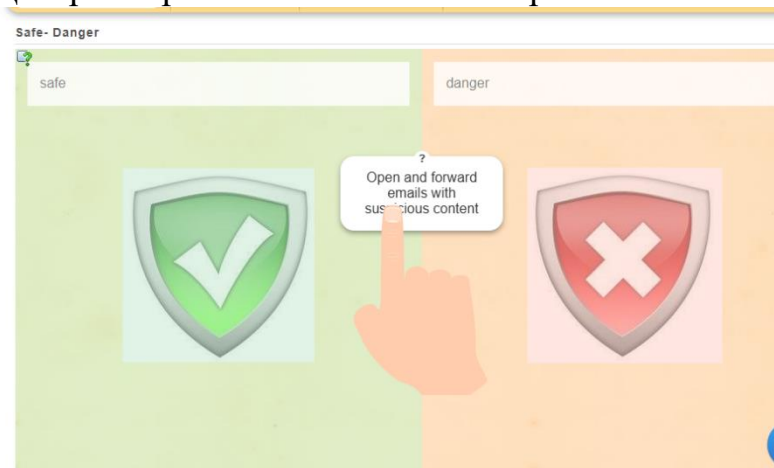 Safe- Danger
safe
danger
?
Open and forward
emails with
suspicious content